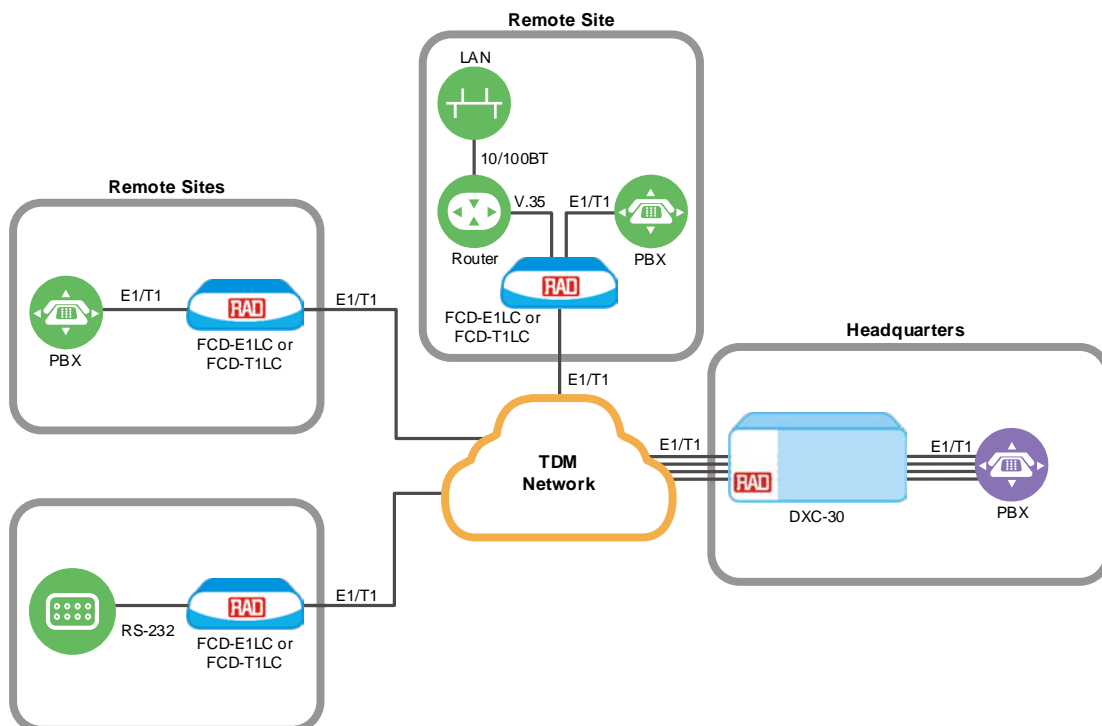 Remote Site
LAN
10/100BT
V.35
E1/T1
Router
PBX
RAD
FCD-E1LC or
FCD-T1LC
E1/T1
Remote Sites
E1/T1
RAD
E1/T1
PBX
FCD-E1LC or
FCD-T1LC
RS-232
RAD
E1/T1
FCD-E1LC or
FCD-T1LC
TDM
Network
Headquarters
E1/T1
RAD
E1/T1
DXC-30
PBX